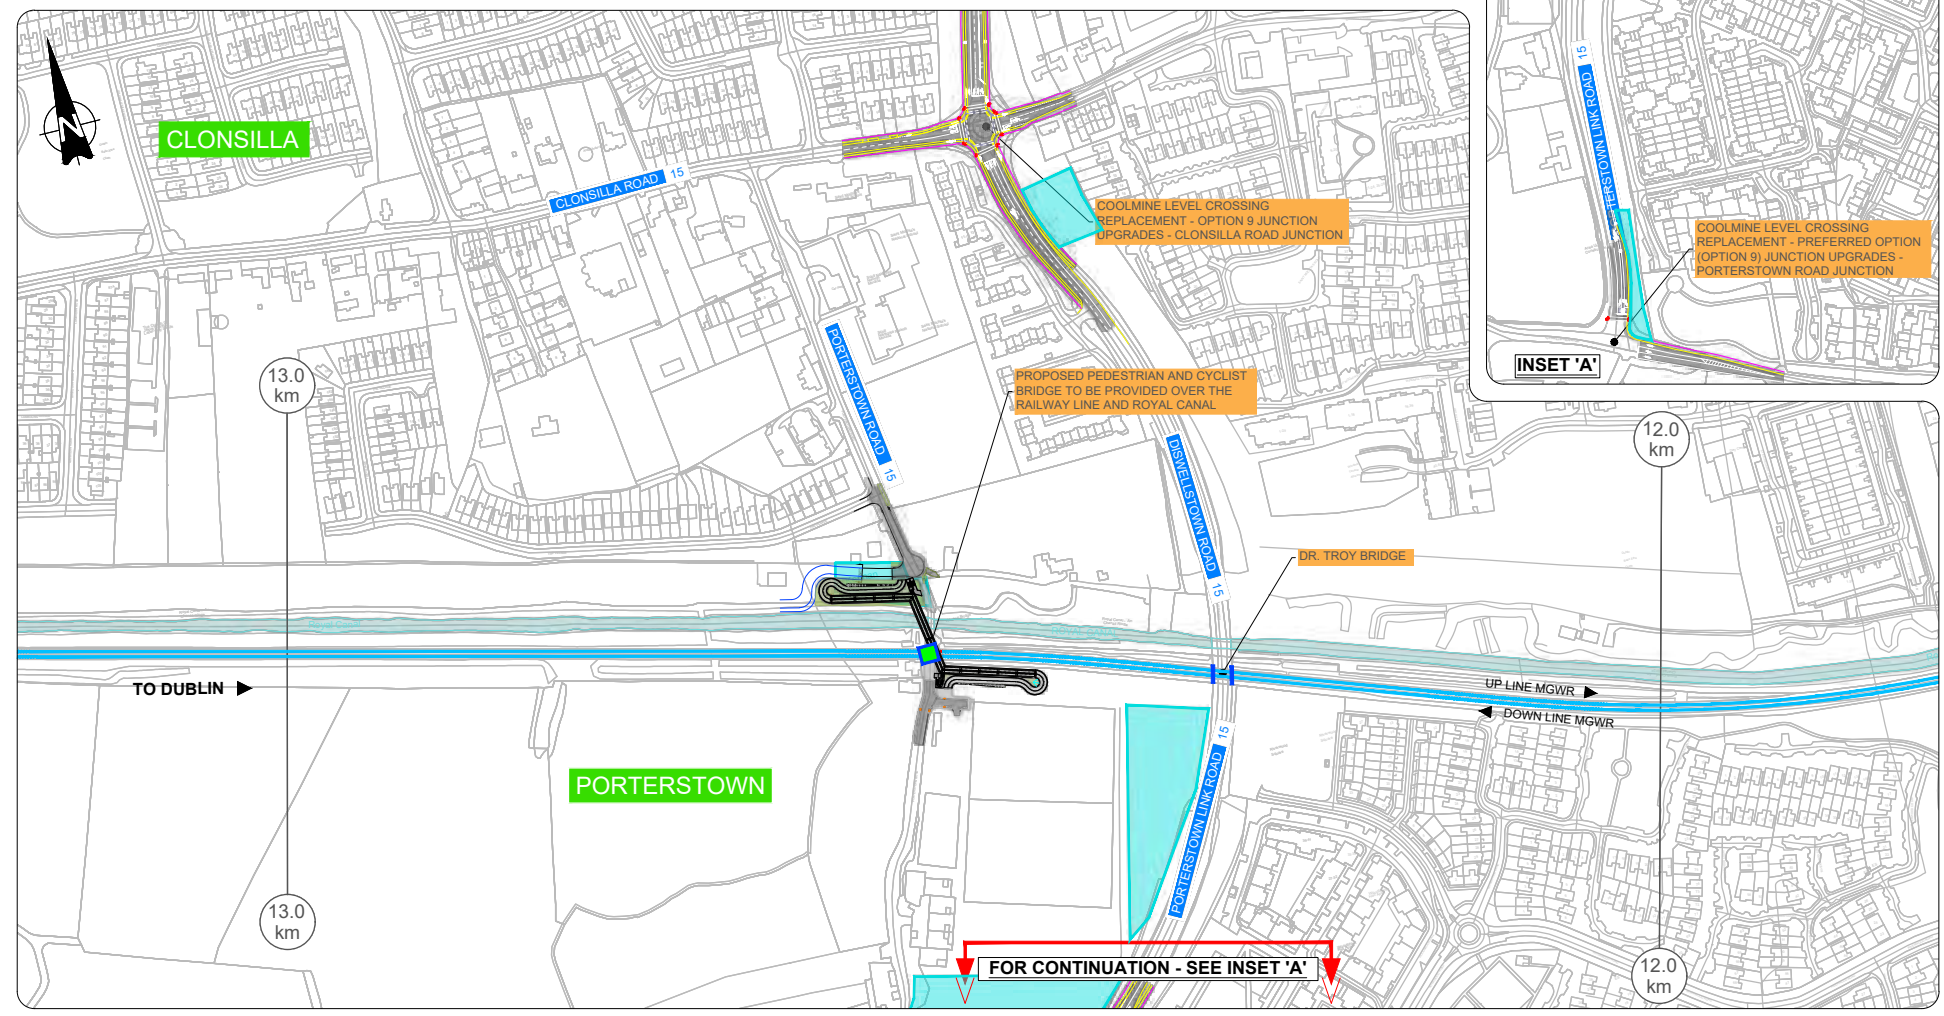 CLONSILLA
CLONSILLA ROAD 15
COOLMINE LEVEL CROSSING
REPLACEMENT - OPTION 9 JUNCTION
UPGRADES - CLONSILLA ROAD JUNCTION
PORTERSTOWN LINK ROAD 15
COOLMINE LEVEL CROSSING
REPLACEMENT - PREFERRED OPTION
(OPTION 9) JUNCTION UPGRADES -
PORTERSTOWN ROAD JUNCTION
INSET 'A'
13.0
km
PORTERSTOWN ROAD 15
PROPOSED PEDESTRIAN AND CYCLIST
BRIDGE TO BE PROVIDED OVER THE
RAILWAY LINE AND ROYAL CANAL
12.0
km
DISWELLSTOWN ROAD 15
DR. TROY BRIDGE
TO DUBLIN
UP LINE MGWR
DOWN LINE MGWR
PORTERSTOWN
PORTERSTOWN LINK ROAD 15
13.0
km
FOR CONTINUATION - SEE INSET 'A'
12.0
km